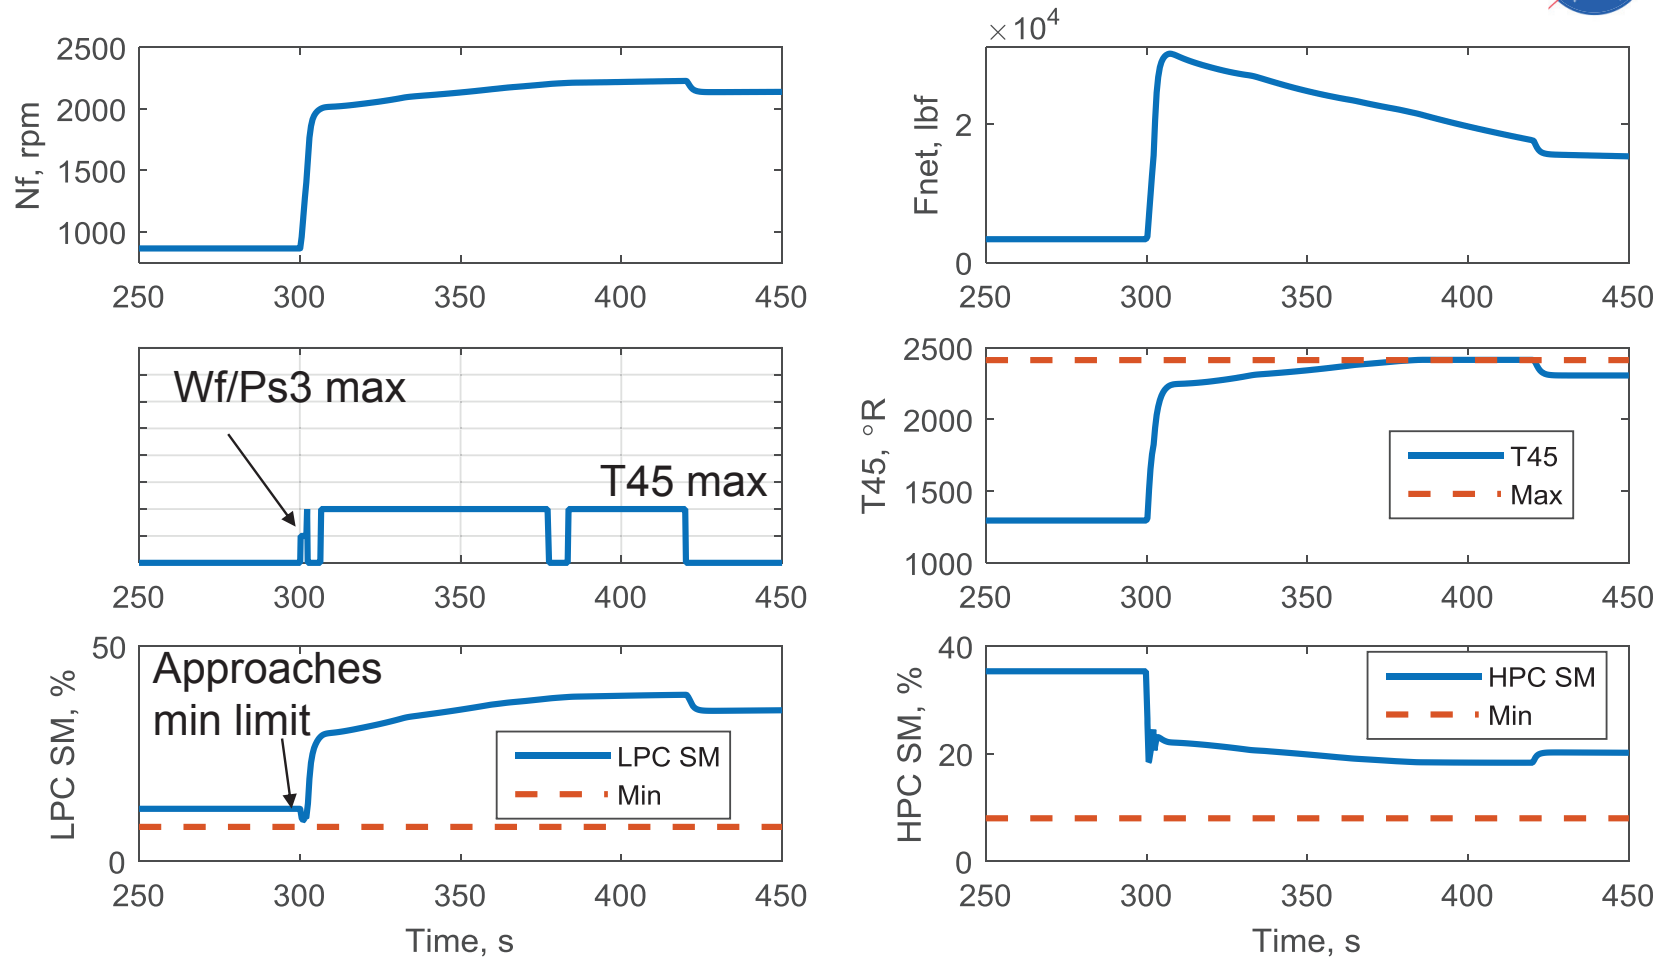 2500
2000
1500
1000
Nf, rpm
250 300 350 400 450
×10⁴
2
0
Fnet, lbf
250 300 350 400 450
Wf/Ps3 max
T45 max
250 300 350 400 450
2500
2000
1500
1000
T45, °R
T45
Max
250 300 350 400 450
50
0
LPC SM, %
Approaches
min limit
LPC SM
Min
250 300 350 400 450
Time, s
40
20
0
HPC SM, %
HPC SM
Min
250 300 350 400 450
Time, s